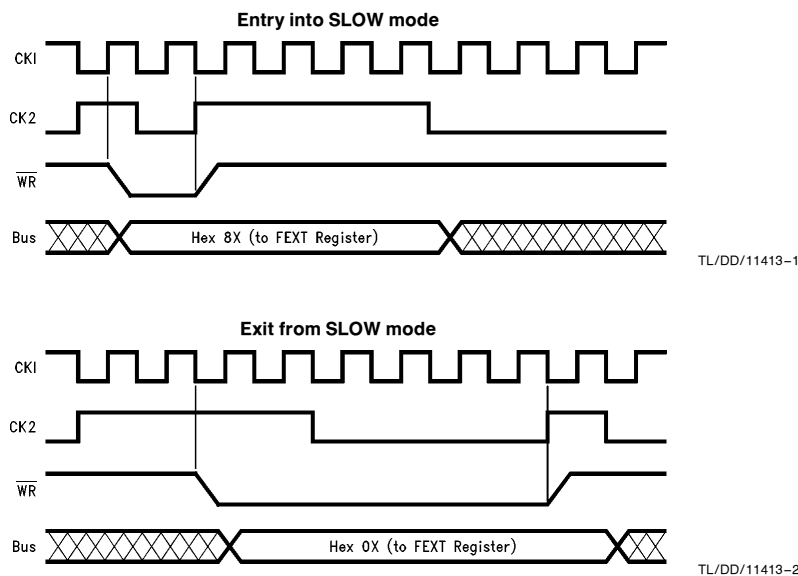 Entry into SLOW mode
CKI
CK2
WR
Bus
Hex 8X (to FEXT Register)
TL/DD/11413–1
Exit from SLOW mode
CKI
CK2
WR
Bus
Hex 0X (to FEXT Register)
TL/DD/11413–2